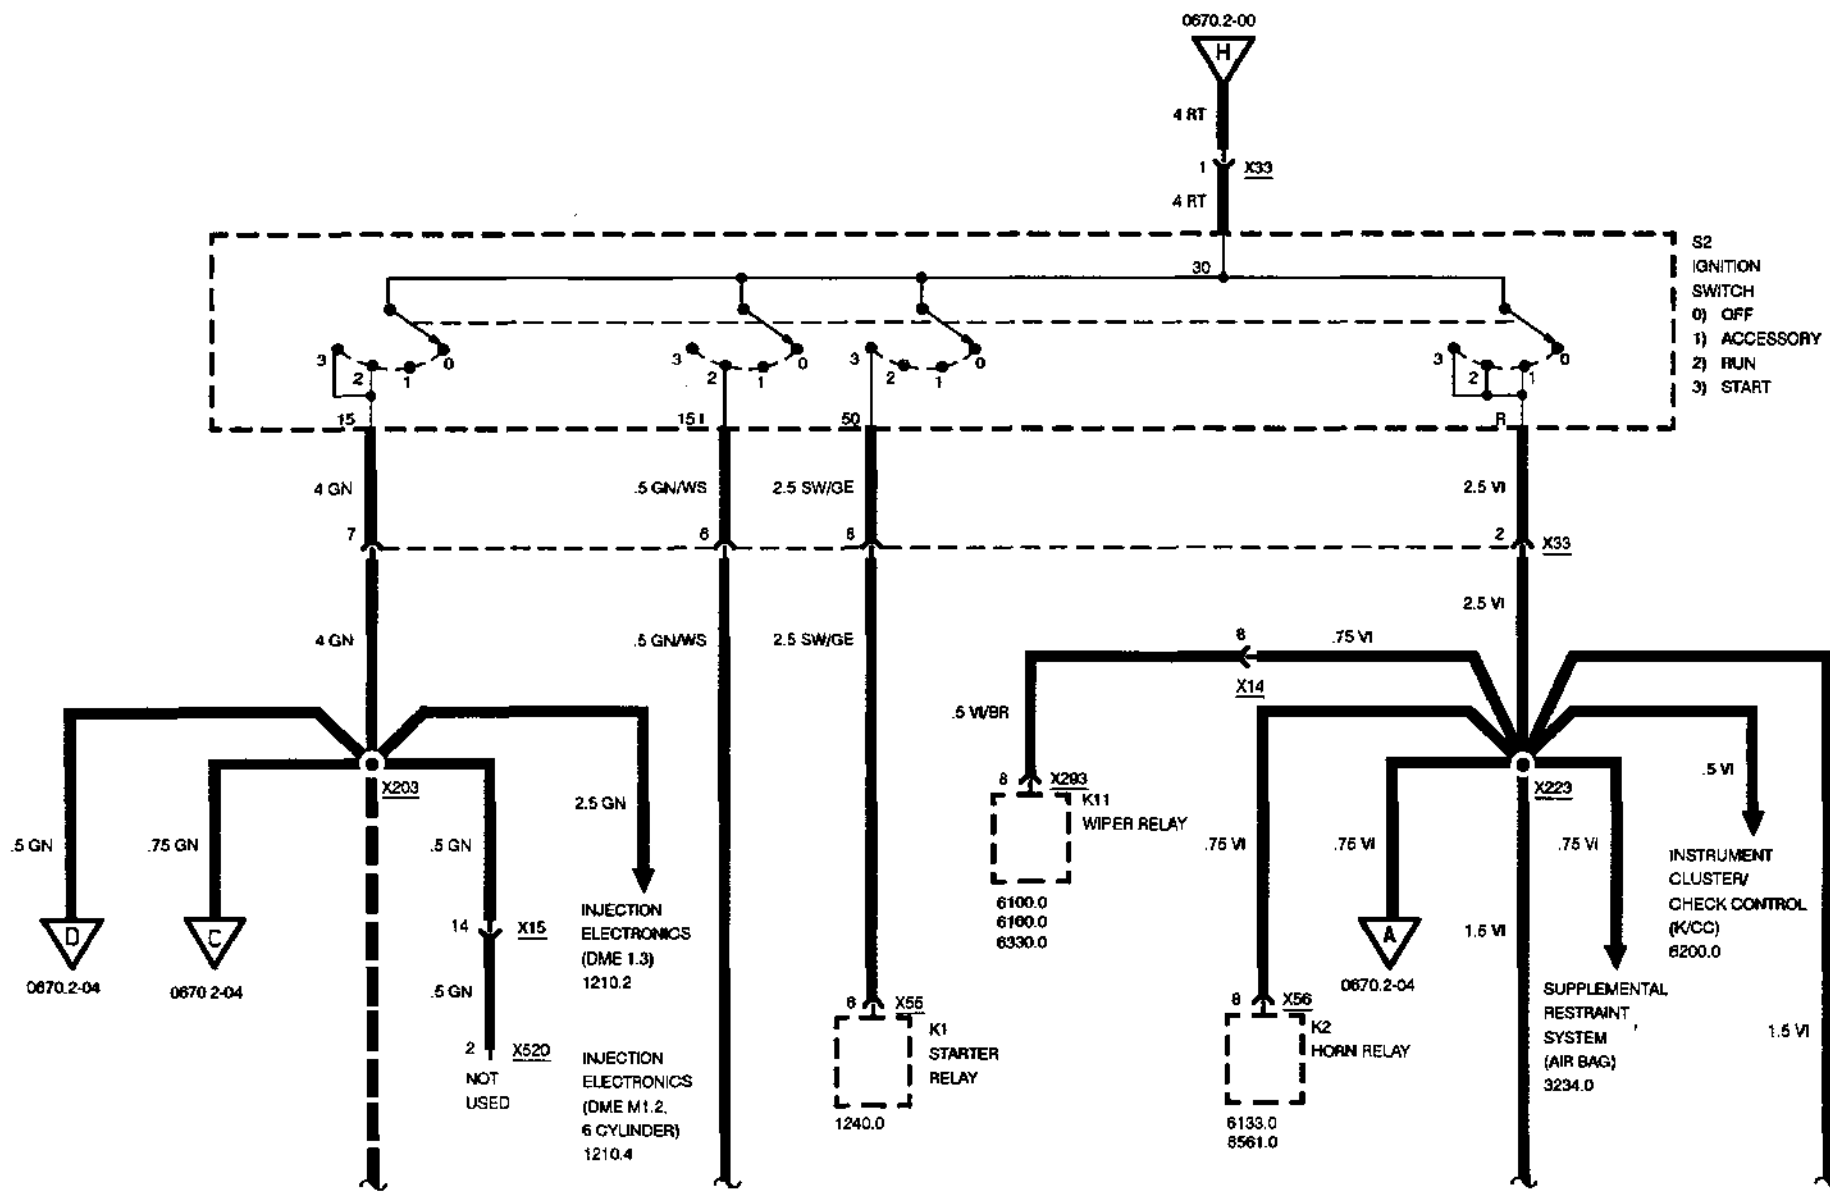 0670.2-00
H
4 RT
1 X33
4 RT
S2
IGNITION
SWITCH
0) OFF
1) ACCESSORY
2) RUN
3) START
30
3 2 1 0
3 2 1 0
3 2 1 0
3 2 1 0
15
15 I
50
R
4 GN
.5 GN/WS
2.5 SW/GE
2.5 VI
7
6
8
2 X33
4 GN
.5 GN/WS
2.5 SW/GE
2.5 VI
8
.75 VI
X14
.5 VI/BR
X203
2.5 GN
8 X293
K11
WIPER RELAY
X223
.5 VI
.5 GN
.75 GN
.5 GN
.75 VI
.75 VI
.75 VI
INSTRUMENT
CLUSTER/
CHECK CONTROL
(K/CC)
6200.0
6100.0
6160.0
6330.0
D
0670.2-04
C
0670 2-04
14 X15
INJECTION
ELECTRONICS
(DME 1.3)
1210.2
A
0670.2-04
1.5 VI
.5 GN
6 X55
K1
STARTER
RELAY
1240.0
8 X56
K2
HORN RELAY
6133.0
8561.0
SUPPLEMENTAL
RESTRAINT
SYSTEM
(AIR BAG)
3234.0
1.5 VI
2 X520
NOT
USED
INJECTION
ELECTRONICS
(DME M1.2,
6 CYLINDER)
1210.4